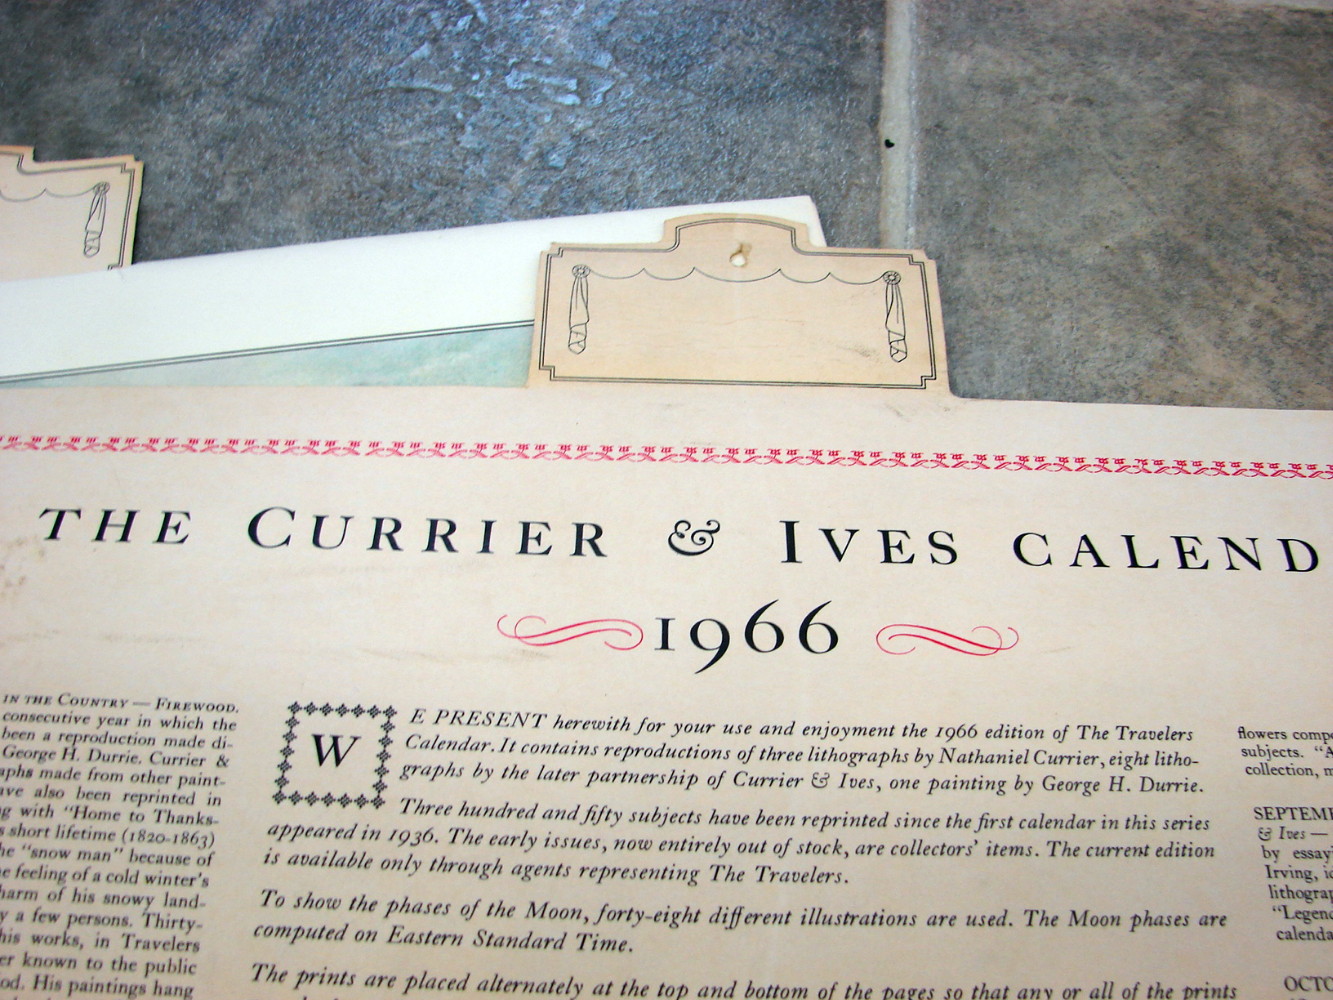 THE CURRIER & IVES CALEND
1966
IN THE COUNTRY — FIREWOOD.
consecutive year in which the
been a reproduction made di-
George H. Durrie. Currier &
made from other paint-
also been reprinted in
with "Home to Thanks-
short lifetime (1820-1863)
"snow man" because of
feeling of a cold winter's
of his snowy land-
a few persons. Thirty-
his works, in Travelers
known to the public
His paintings hang
WE PRESENT herewith for your use and enjoyment the 1966 edition of The Travelers
Calendar. It contains reproductions of three lithographs by Nathaniel Currier, eight litho-
graphs by the later partnership of Currier & Ives, one painting by George H. Durrie.
Three hundred and fifty subjects have been reprinted since the first calendar in this series
appeared in 1936. The early issues, now entirely out of stock, are collectors' items. The current edition
is available only through agents representing The Travelers.
To show the phases of the Moon, forty-eight different illustrations are used. The Moon phases are
computed on Eastern Standard Time.
The prints are placed alternately at the top and bottom of the pages so that any or all of the prints
flowers comp
subjects. "A
collection, m
SEPTEM
& Ives —
by essay
Irving, i
lithogra
"Legen
calenda
OCTO